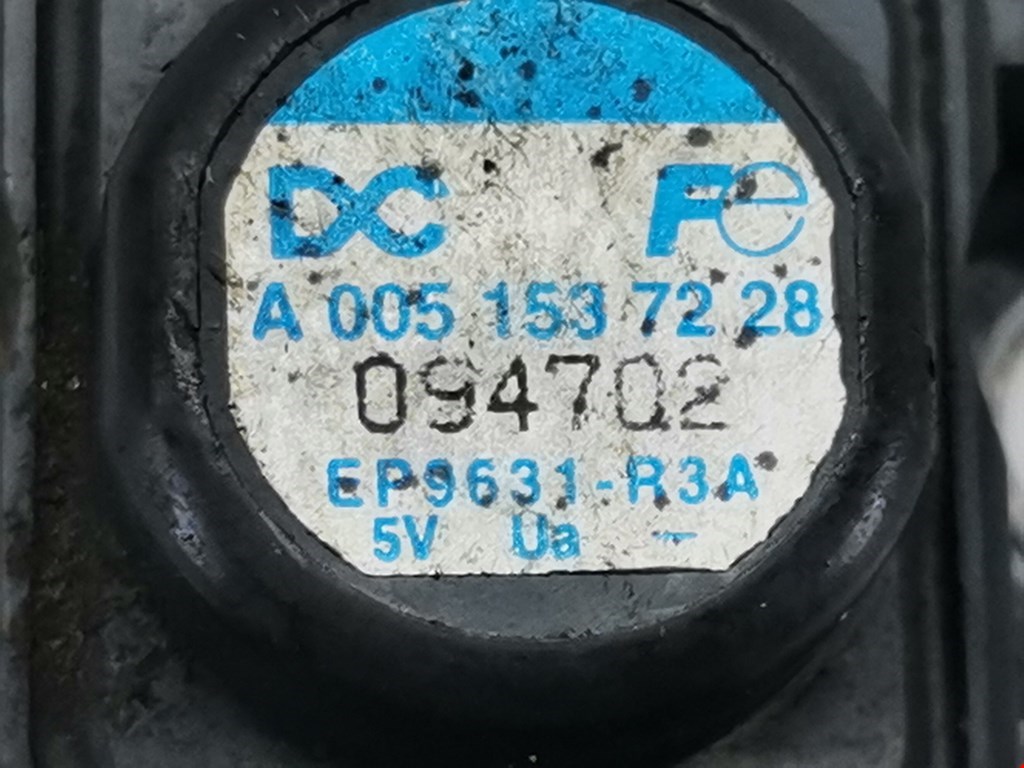 DC Fe
A 005 153 72 28
094702
EP9631-R3A
5V Ua -